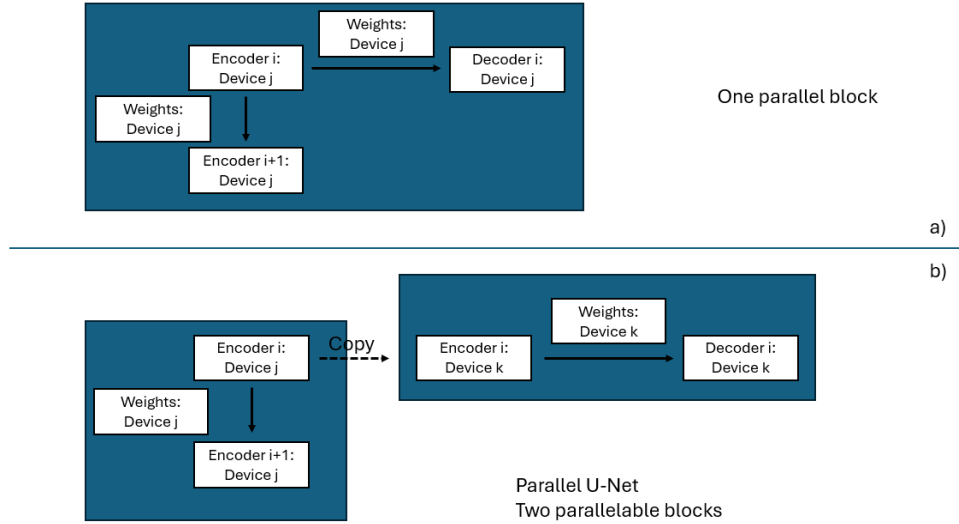 Weights:
Device j
Encoder i:
Device j
Decoder i:
Device j
Weights:
Device j
Encoder i+1:
Device j
One parallel block
a)
b)
Encoder i:
Device j
Copy
Weights:
Device k
Encoder i:
Device k
Decoder i:
Device k
Weights:
Device j
Encoder i+1:
Device j
Parallel U-Net
Two parallelable blocks